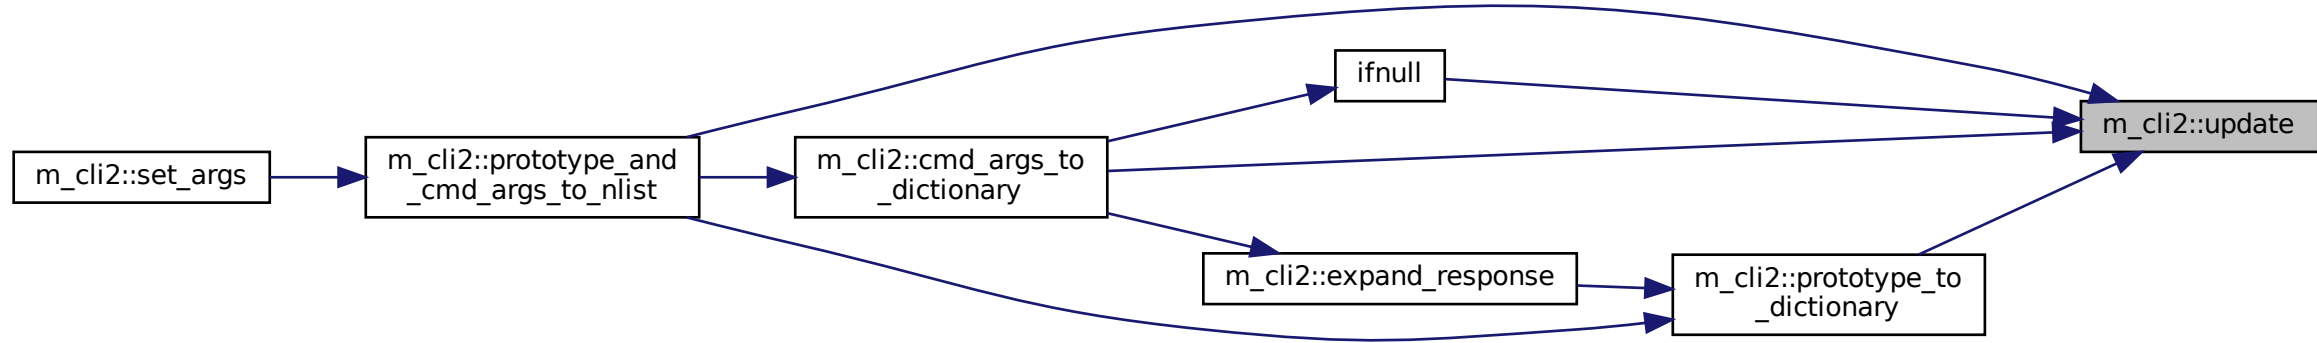 ifnull
m_cli2::update
m_cli2::set_args
m_cli2::prototype_and
_cmd_args_to_nlist
m_cli2::cmd_args_to
_dictionary
m_cli2::expand_response
m_cli2::prototype_to
_dictionary